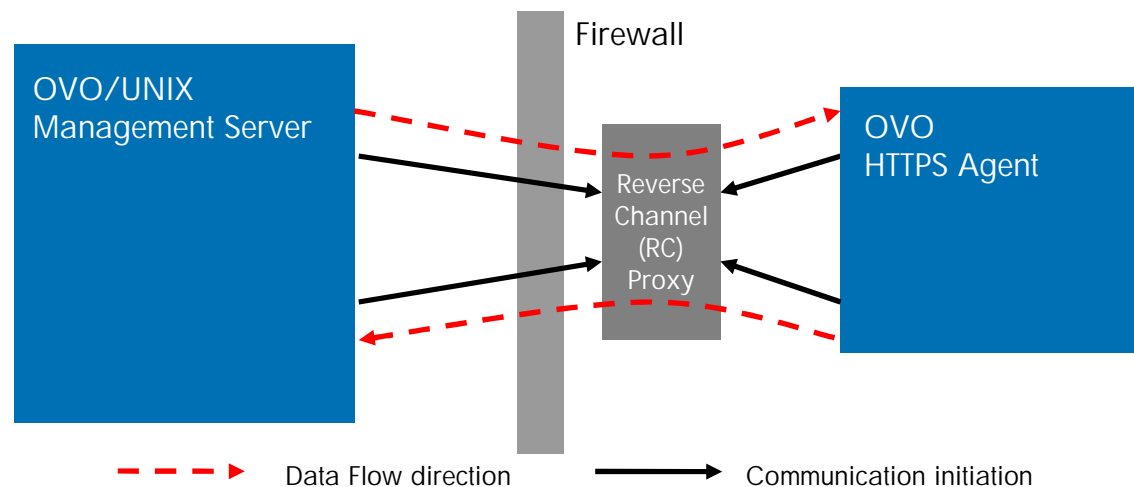 Firewall
OVO/UNIX
Management Server
OVO
HTTPS Agent
Reverse
Channel
(RC)
Proxy
Data Flow direction
Communication initiation